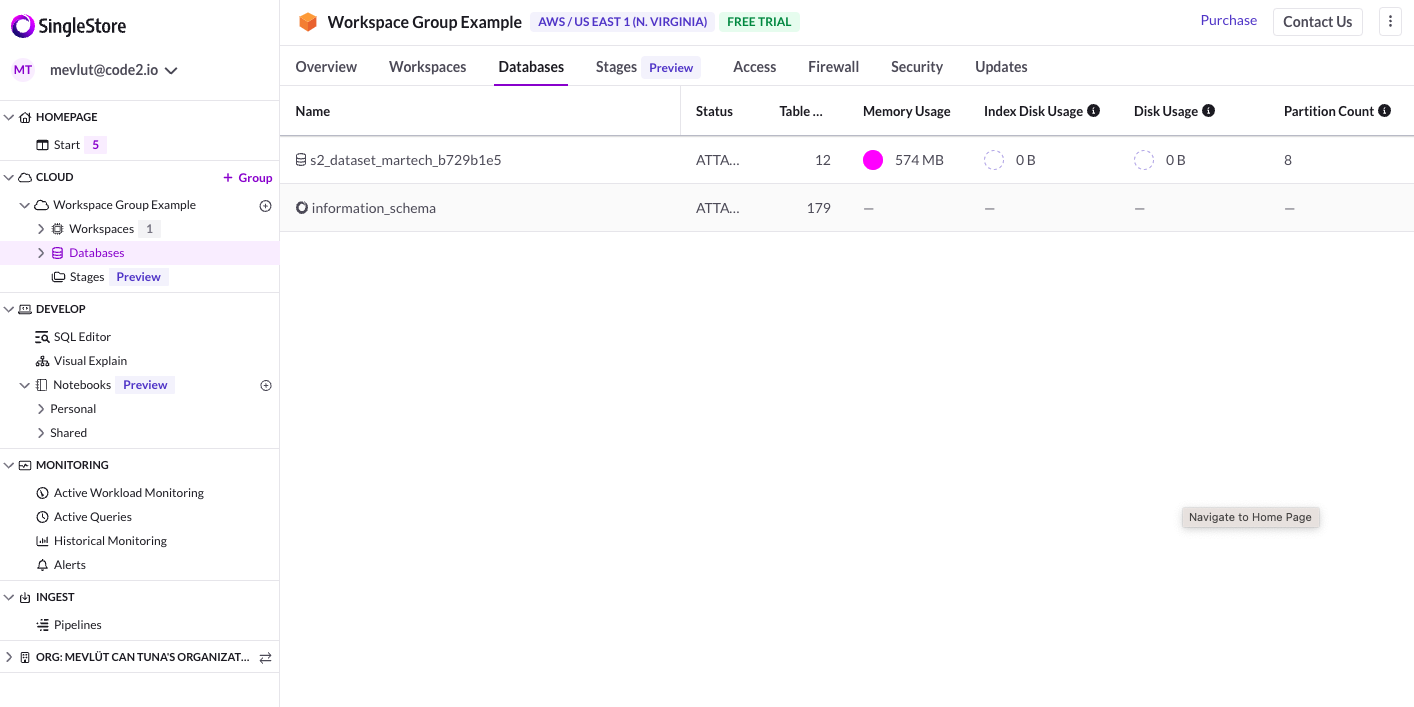 SingleStore
MT mevlut@code2.io
HOMEPAGE
Start 5
CLOUD + Group
Workspace Group Example
Workspaces 1
Databases
Stages Preview
DEVELOP
SQL Editor
Visual Explain
Notebooks Preview
Personal
Shared
MONITORING
Active Workload Monitoring
Active Queries
Historical Monitoring
Alerts
INGEST
Pipelines
ORG: MEVLÜT CAN TUNA'S ORGANIZAT...
Workspace Group Example AWS / US EAST 1 (N. VIRGINIA) FREE TRIAL Purchase Contact Us
Overview Workspaces Databases Stages Preview Access Firewall Security Updates
Name Status Table ... Memory Usage Index Disk Usage Disk Usage Partition Count
s2_dataset_martech_b729b1e5 ATTA... 12 574 MB 0 B 0 B 8
information_schema ATTA... 179 — — — —
Navigate to Home Page